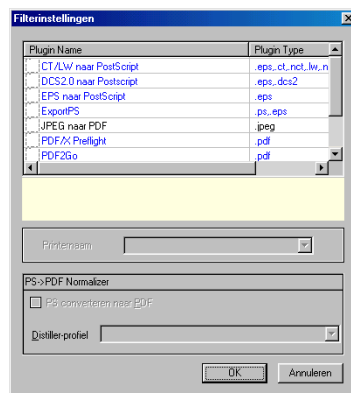 Filterinstellingen
Plugin Name Plugin Type
CT/LW naar PostScript .eps,.ct,.nct,.lw,.n
DCS2.0 naar Postscript .eps,.dcs2
EPS naar PostScript .eps
ExportPS .ps,.eps
JPEG naar PDF .jpeg
PDF/X Preflight .pdf
PDF2Go .pdf
Printernaam
PS->PDF Normalizer
PS converteren naar PDF
Distiller-profiel
OK Annuleren